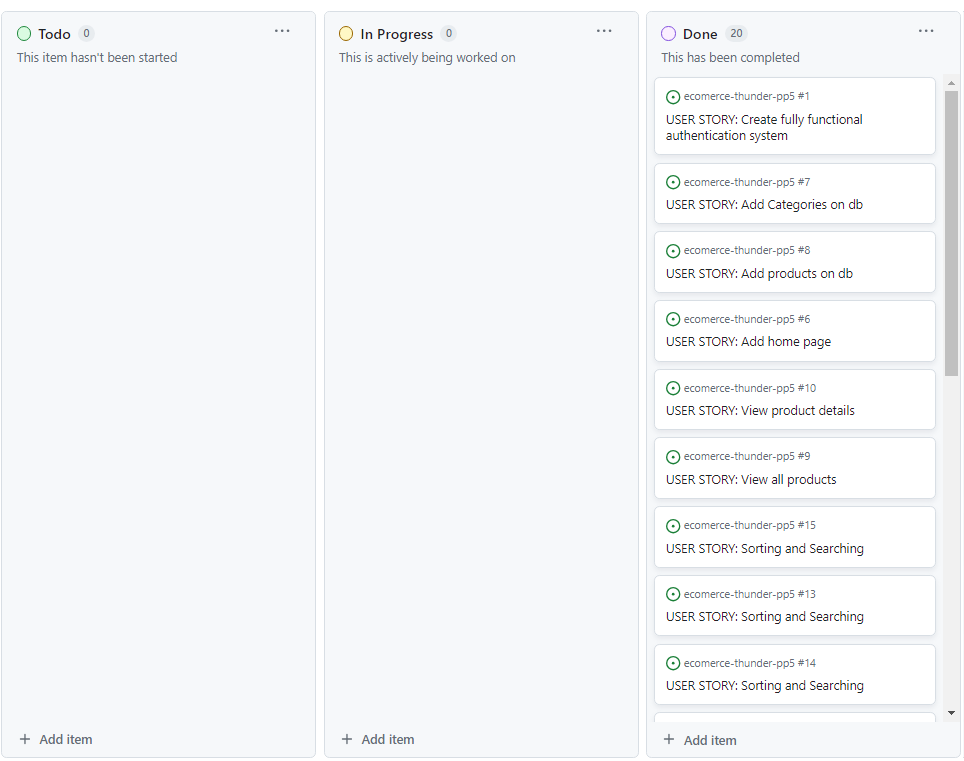 Todo 0
This item hasn't been started
Add item
In Progress 0
This is actively being worked on
Add item
Done 20
This has been completed
ecomerce-thunder-pp5 #1
USER STORY: Create fully functional
authentication system
ecomerce-thunder-pp5 #7
USER STORY: Add Categories on db
ecomerce-thunder-pp5 #8
USER STORY: Add products on db
ecomerce-thunder-pp5 #6
USER STORY: Add home page
ecomerce-thunder-pp5 #10
USER STORY: View product details
ecomerce-thunder-pp5 #9
USER STORY: View all products
ecomerce-thunder-pp5 #15
USER STORY: Sorting and Searching
ecomerce-thunder-pp5 #13
USER STORY: Sorting and Searching
ecomerce-thunder-pp5 #14
USER STORY: Sorting and Searching
Add item